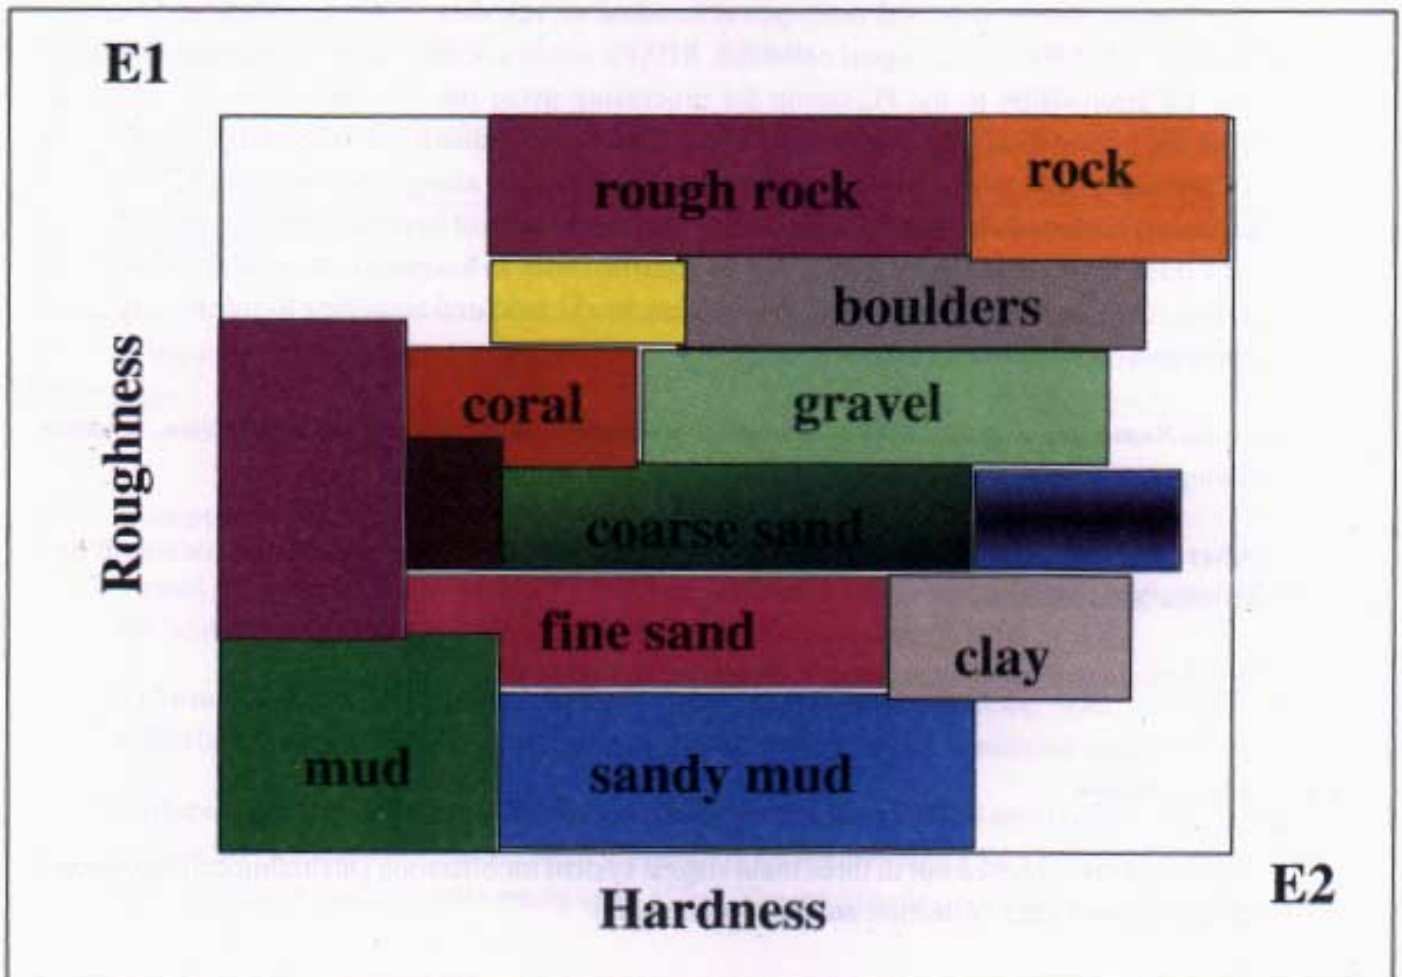 E1
rough rock
rock
boulders
coral
gravel
coarse sand
fine sand
clay
mud
sandy mud
Roughness
Hardness
E2